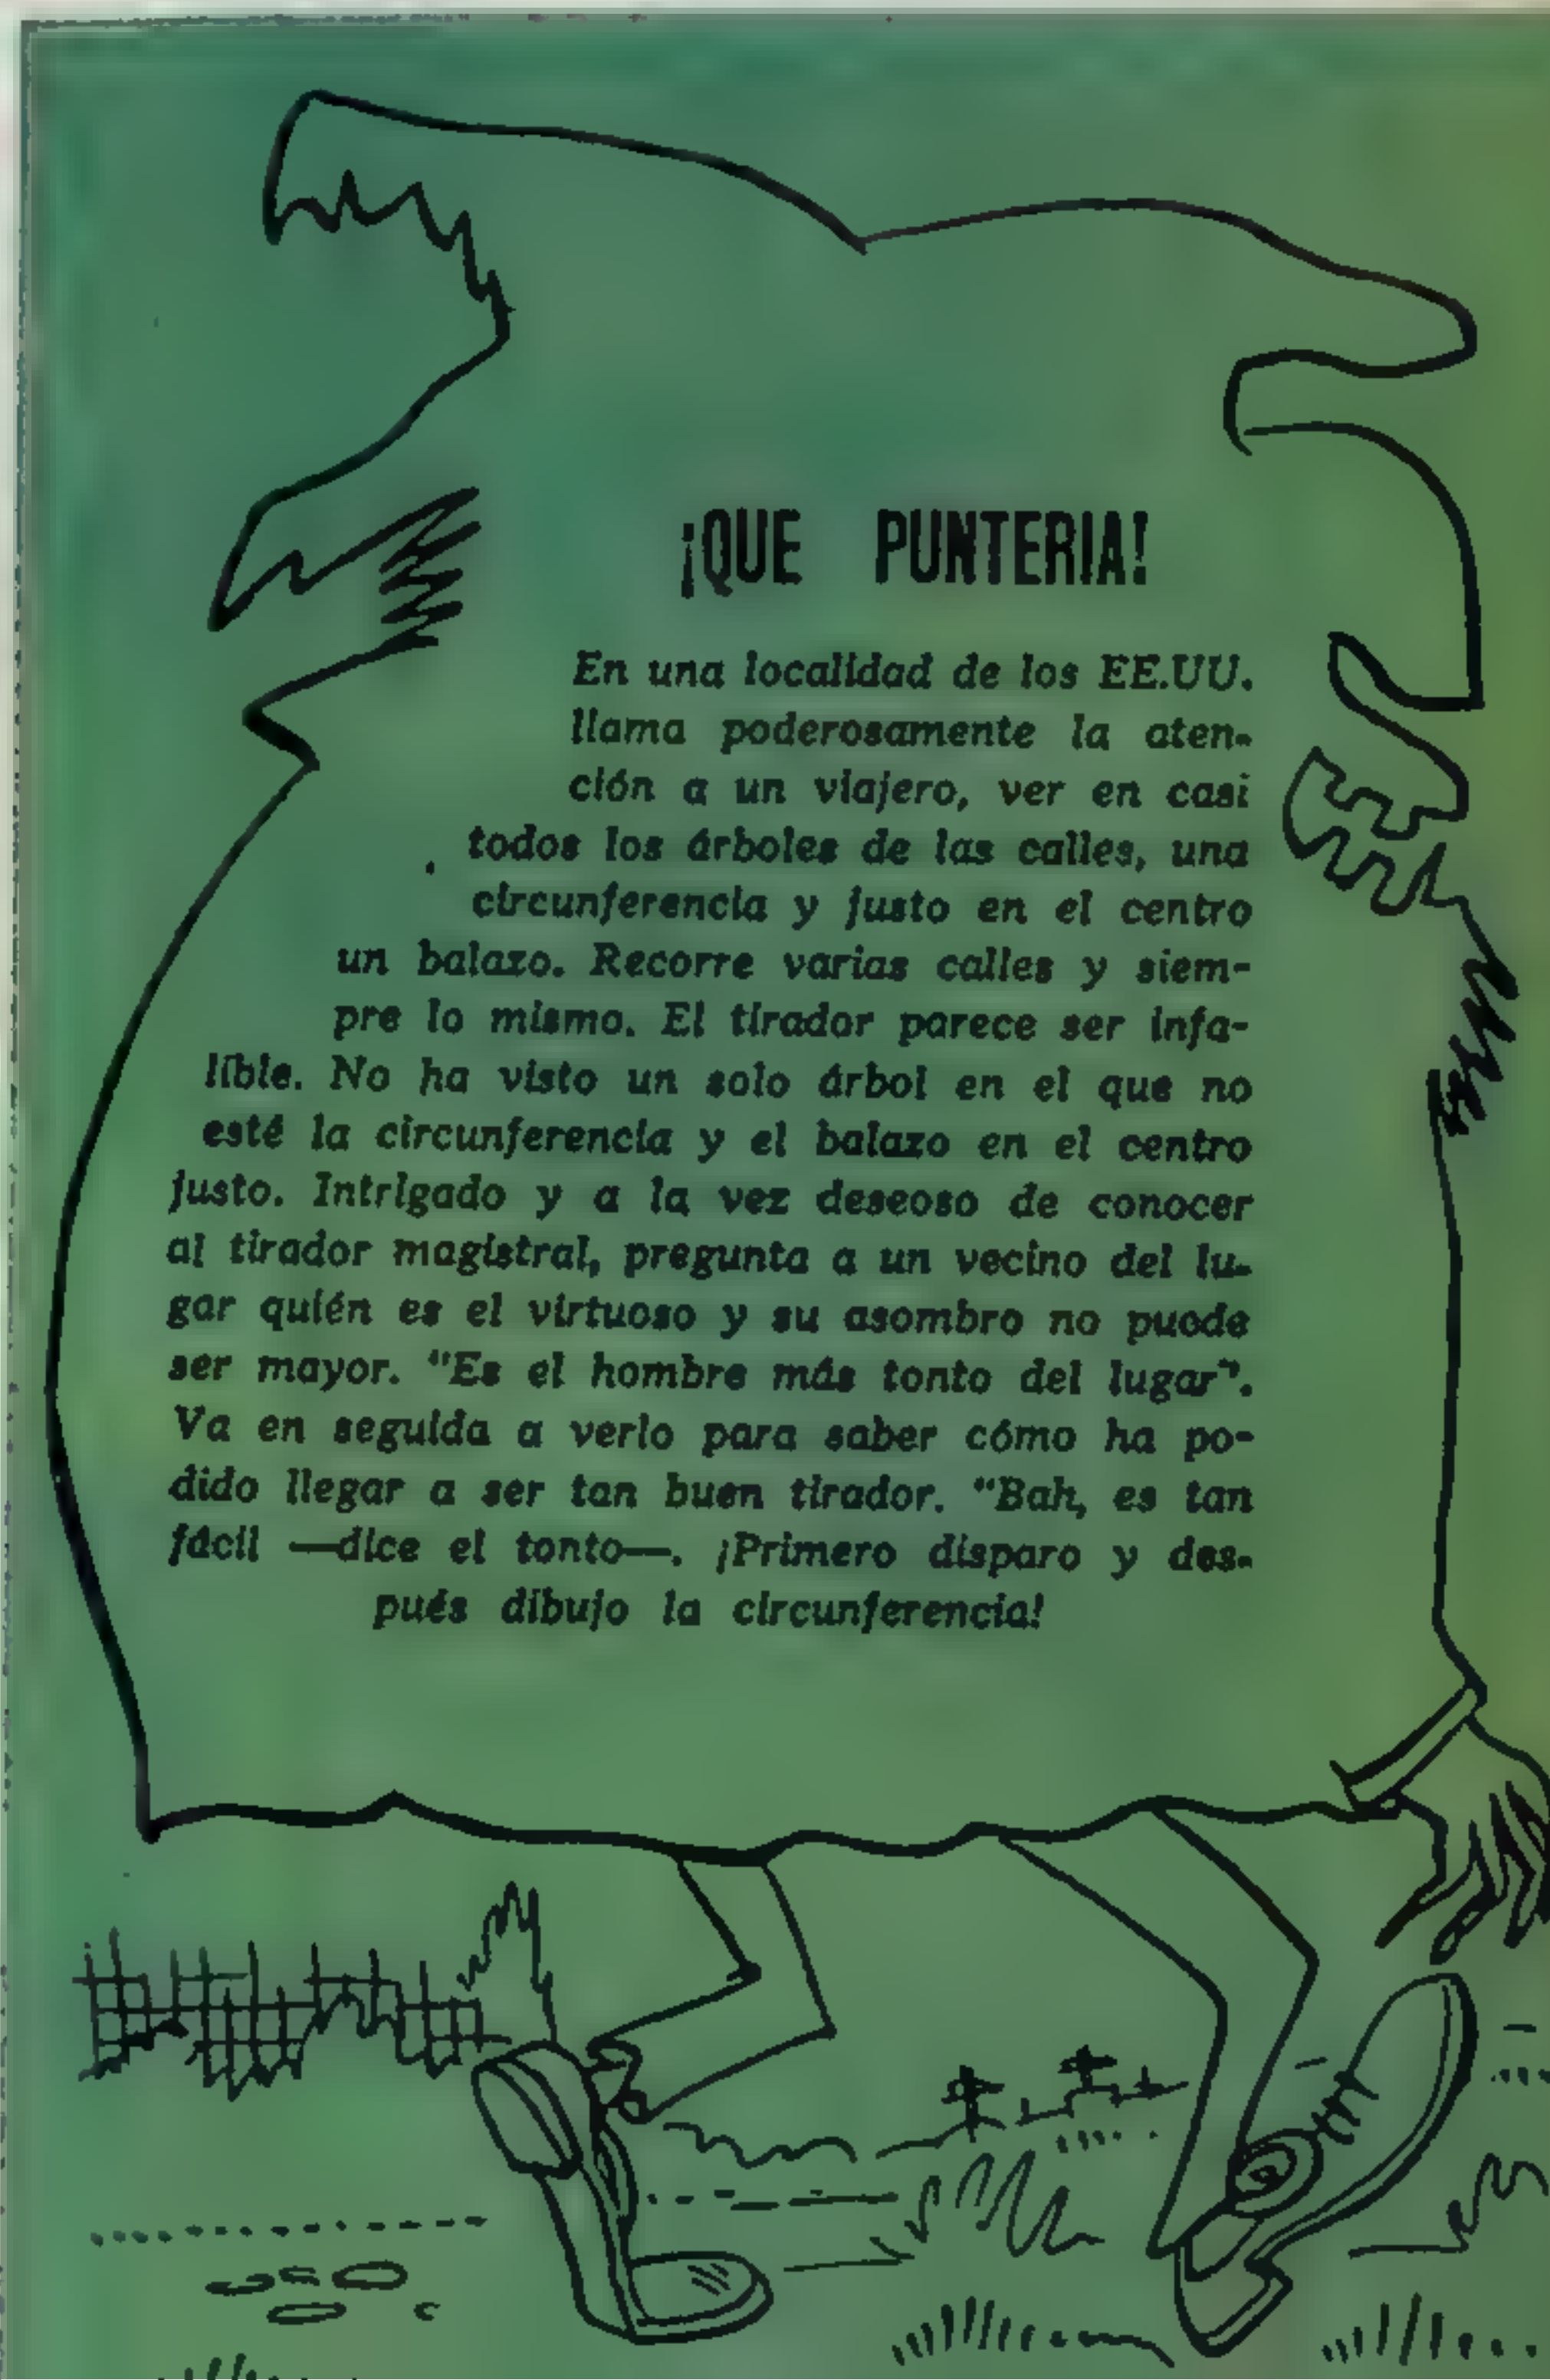 ¡QUE PUNTERIA!
En una localidad de los EE.UU.
llama poderosamente la aten-
ción a un viajero, ver en casi
todos los árboles de las calles, una
circunferencia y justo en el centro
un balazo. Recorre varias calles y siem-
pre lo mismo. El tirador parece ser infa-
lible. No ha visto un solo árbol en el que no
esté la circunferencia y el balazo en el centro
justo. Intrigado y a la vez deseoso de conocer
al tirador magistral, pregunta a un vecino del lu-
gar quién es el virtuoso y su asombro no puede
ser mayor. "Es el hombre más tonto del lugar".
Va en seguida a verlo para saber cómo ha po-
dido llegar a ser tan buen tirador. "Bah, es tan
fácil —dice el tonto—. ¡Primero disparo y des-
pués dibujo la circunferencia!